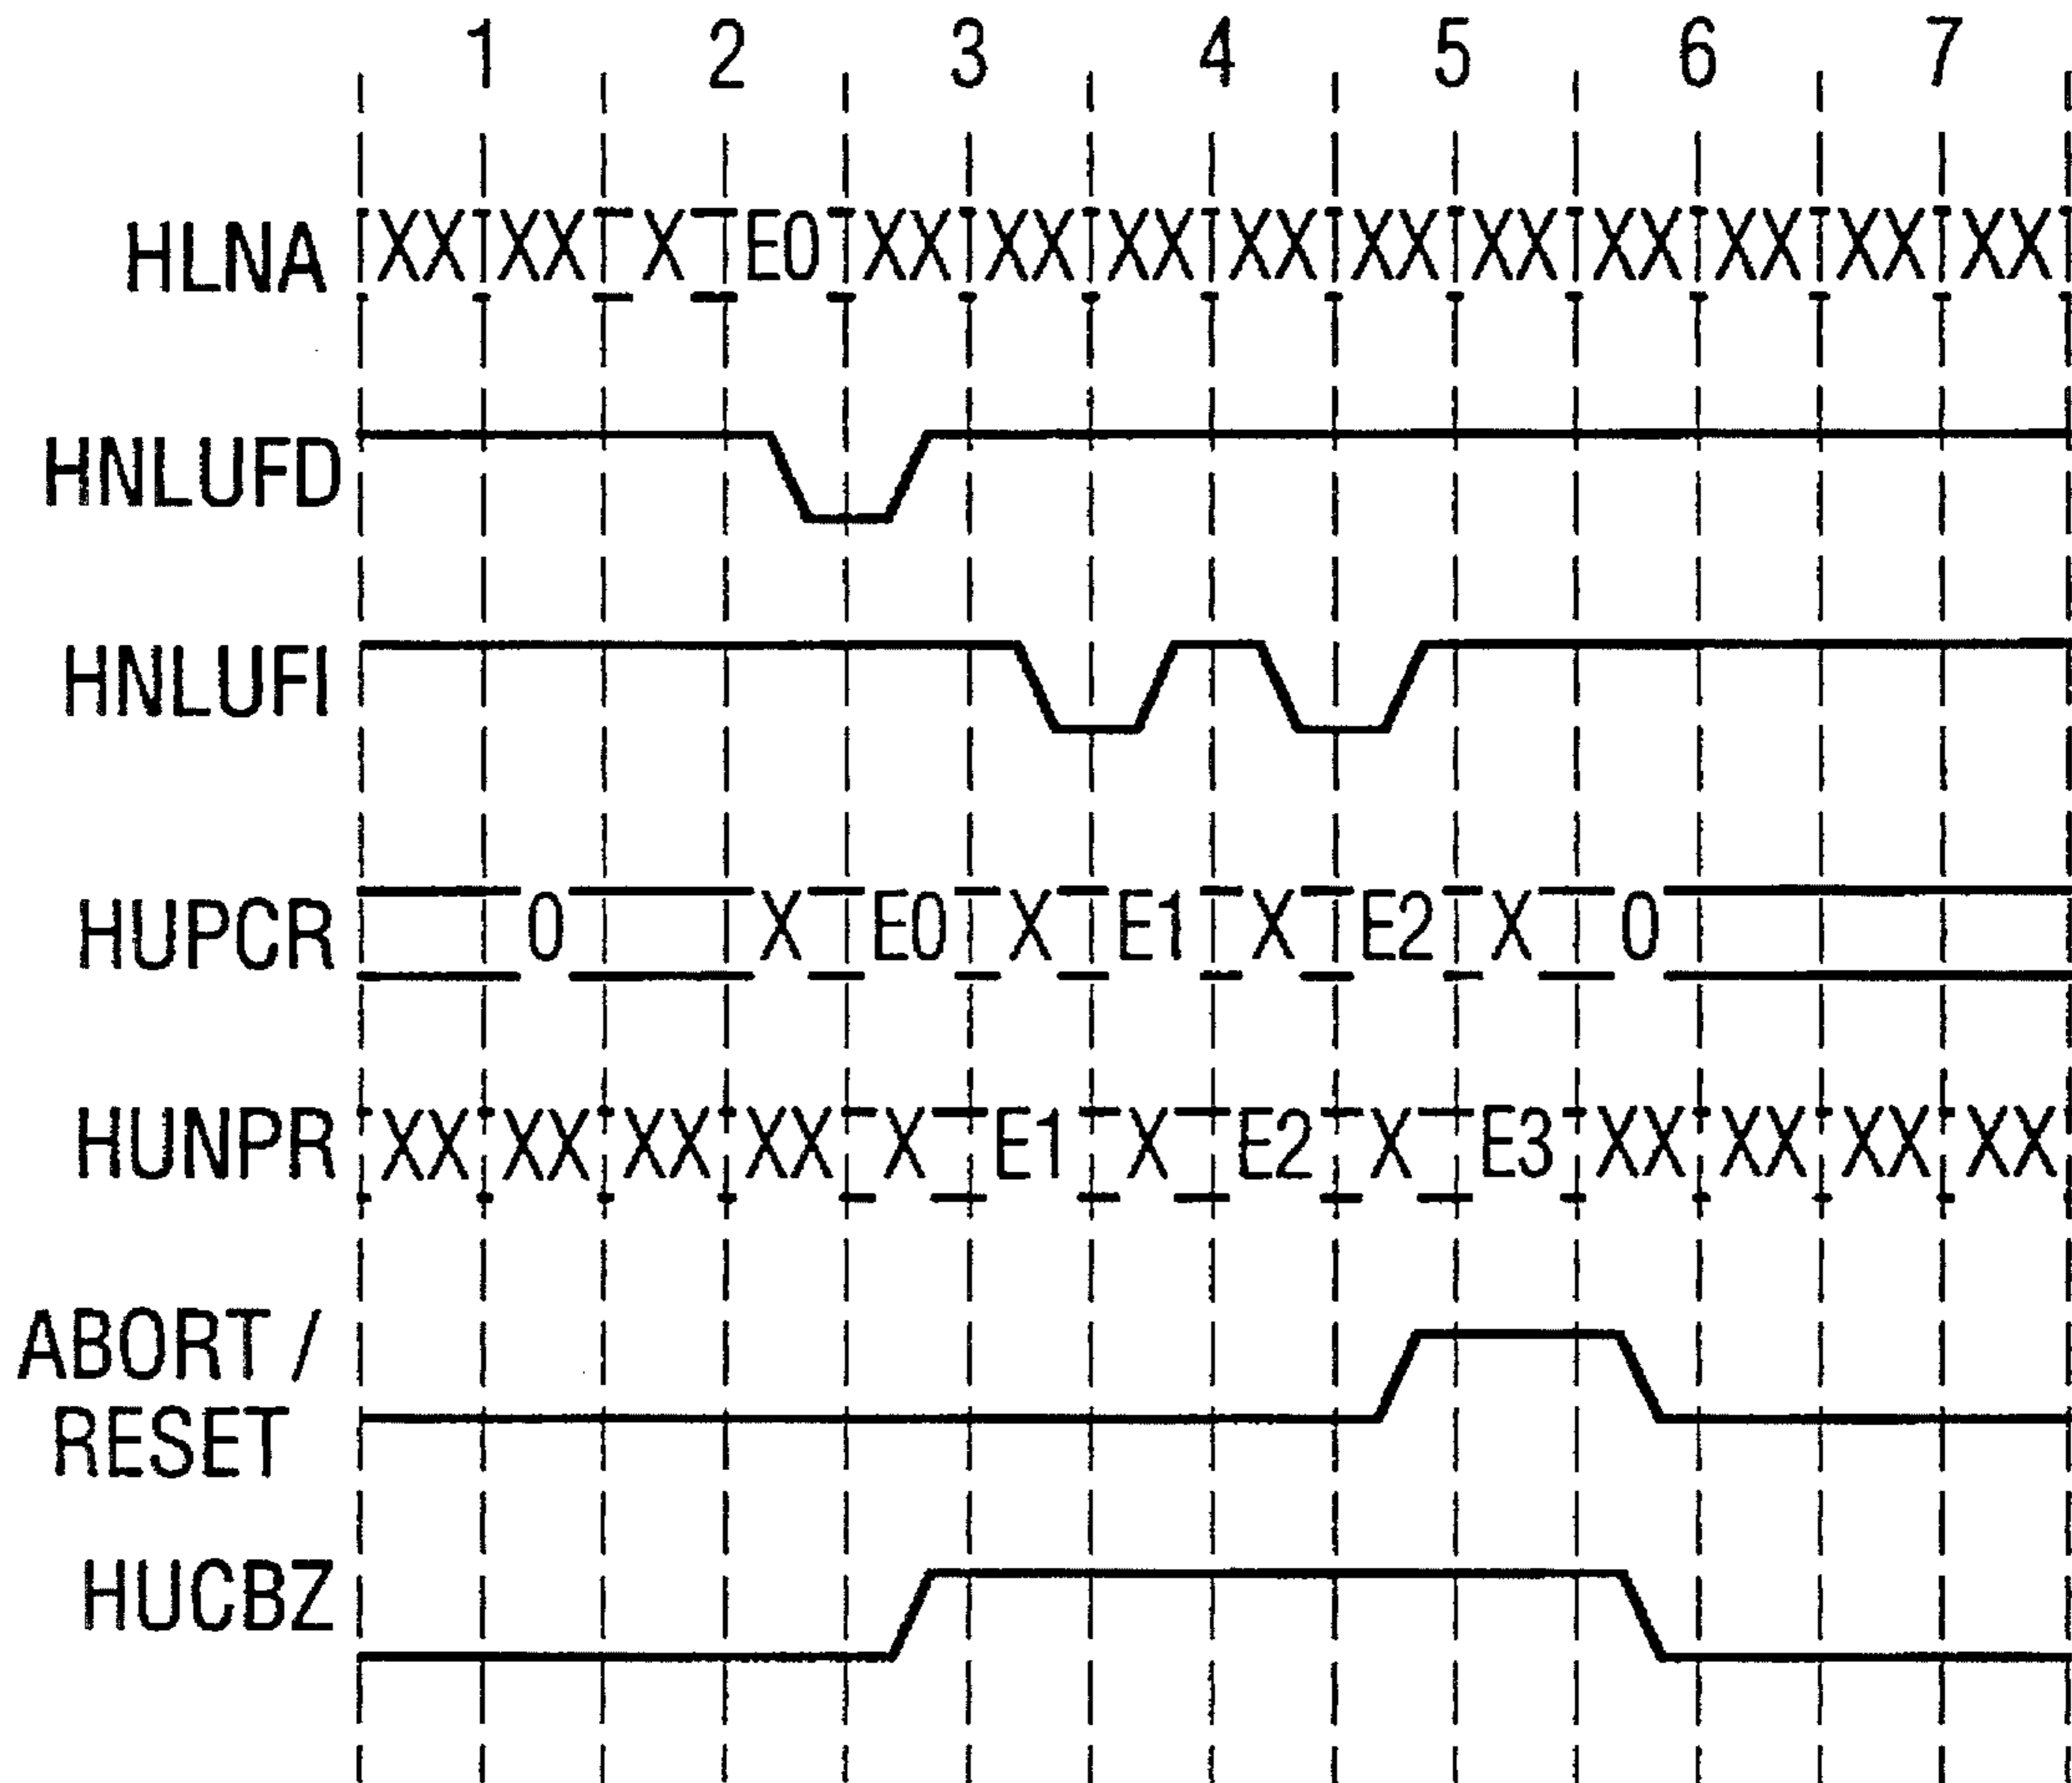 1 2 3 4 5 6 7
HLNA XX XX X E0 XX XX XX XX XX XX XX XX XX XX
HNLUFD
HNLUFI
HUPCR 0 X E0 X E1 X E2 X 0
HUNPR XX XX XX XX X E1 X E2 X E3 XX XX XX XX
ABORT /
RESET
HUCBZ